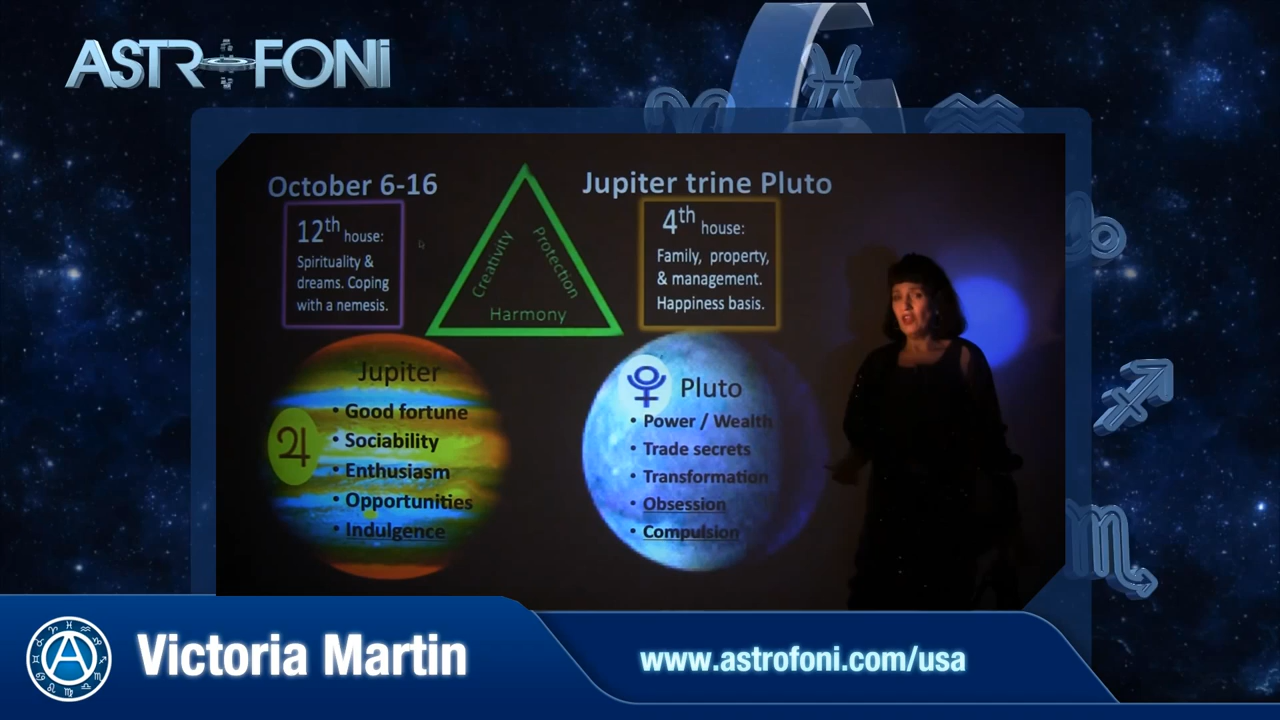 ASTROFONi
October 6-16
Jupiter trine Pluto
12th house:
Spirituality &
dreams. Coping
with a nemesis.
Creativity
Protection
Harmony
4th house:
Family, property,
& management.
Happiness basis.
Jupiter
• Good fortune
• Sociability
• Enthusiasm
• Opportunities
• Indulgence
Pluto
• Power / Wealth
• Trade secrets
• Transformation
• Obsession
• Compulsion
Victoria Martin
www.astrofoni.com/usa